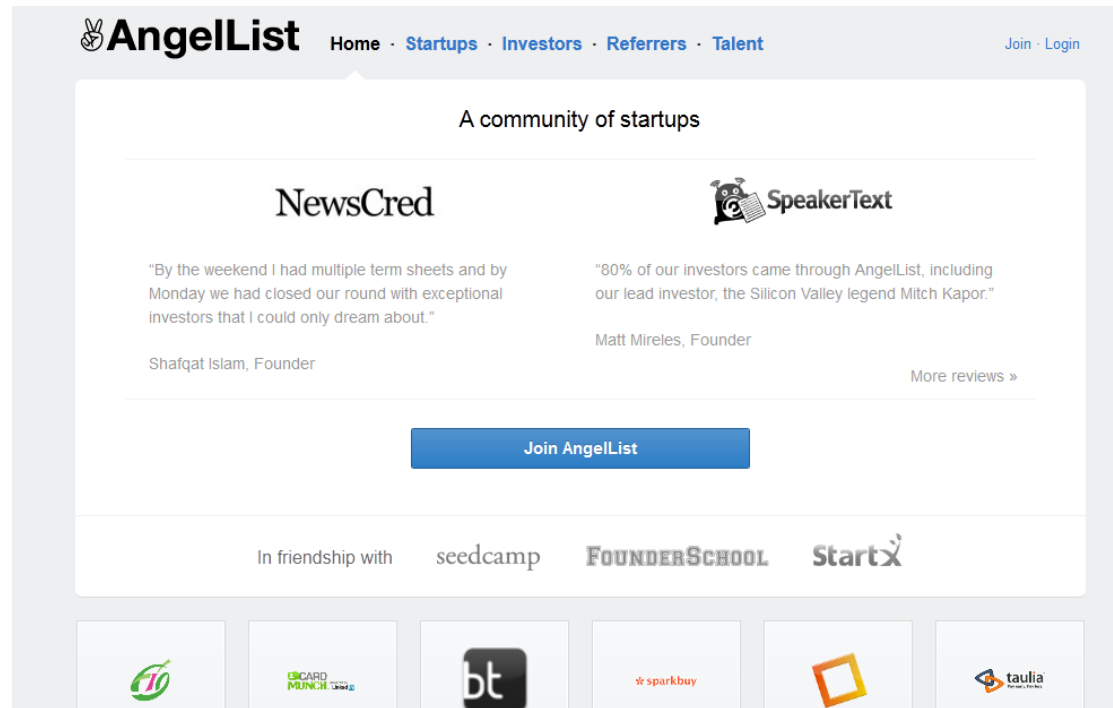 AngelList Home · Startups · Investors · Referrers · Talent Join · Login
A community of startups
NewsCred
“By the weekend I had multiple term sheets and by
Monday we had closed our round with exceptional
investors that I could only dream about.”
Shafqat Islam, Founder
SpeakerText
“80% of our investors came through AngelList, including
our lead investor, the Silicon Valley legend Mitch Kapor.”
Matt Mireles, Founder
More reviews »
Join AngelList
In friendship with seedcamp FOUNDERSCHOOL StartX
CARD
MUNCH
bt
sparkbuy
taulia